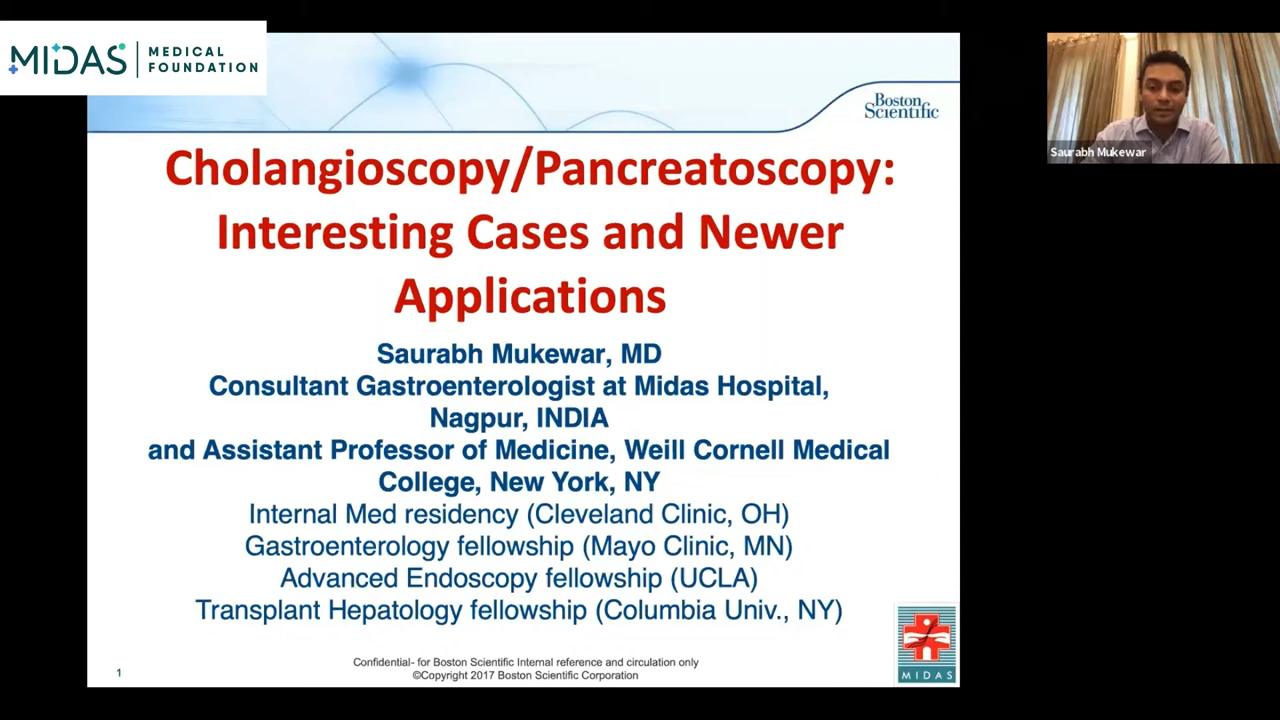 MIDAS MEDICAL
FOUNDATION
Boston
Scientific
Saurabh Mukewar
Cholangioscopy/Pancreatoscopy:
Interesting Cases and Newer
Applications
Saurabh Mukewar, MD
Consultant Gastroenterologist at Midas Hospital,
Nagpur, INDIA
and Assistant Professor of Medicine, Weill Cornell Medical
College, New York, NY
Internal Med residency (Cleveland Clinic, OH)
Gastroenterology fellowship (Mayo Clinic, MN)
Advanced Endoscopy fellowship (UCLA)
Transplant Hepatology fellowship (Columbia Univ., NY)
Confidential- for Boston Scientific Internal reference and circulation only
©Copyright 2017 Boston Scientific Corporation
1
MIDAS